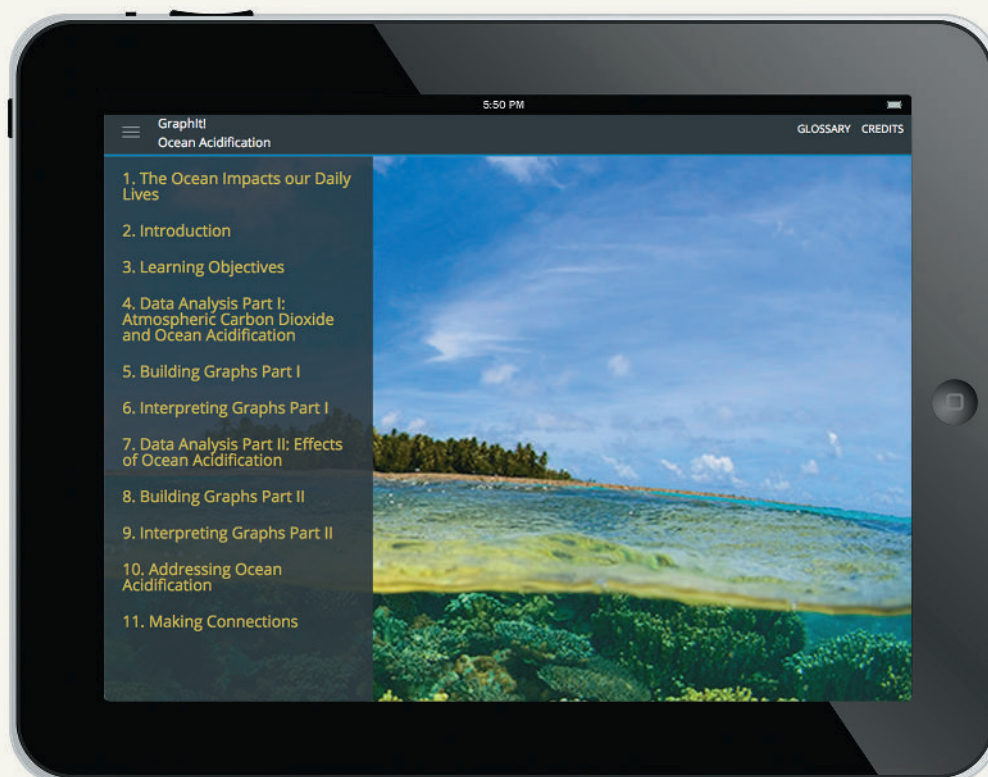 5:50 PM
GraphIt!
Ocean Acidification
GLOSSARY CREDITS
1. The Ocean Impacts our Daily
Lives
2. Introduction
3. Learning Objectives
4. Data Analysis Part I:
Atmospheric Carbon Dioxide
and Ocean Acidification
5. Building Graphs Part I
6. Interpreting Graphs Part I
7. Data Analysis Part II: Effects
of Ocean Acidification
8. Building Graphs Part II
9. Interpreting Graphs Part II
10. Addressing Ocean
Acidification
11. Making Connections